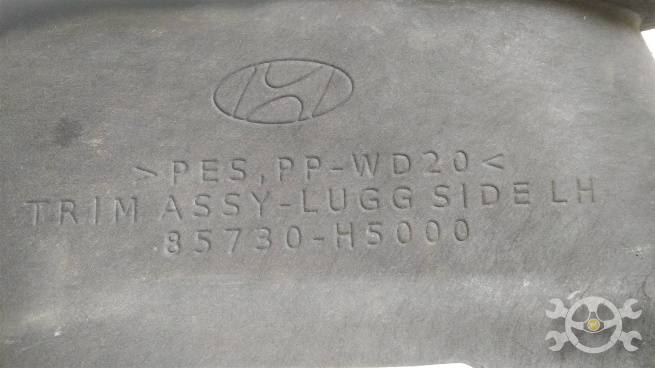 >PES,PP-WD20<
TRIM ASSY-LUGG SIDE LH
85730-H5000